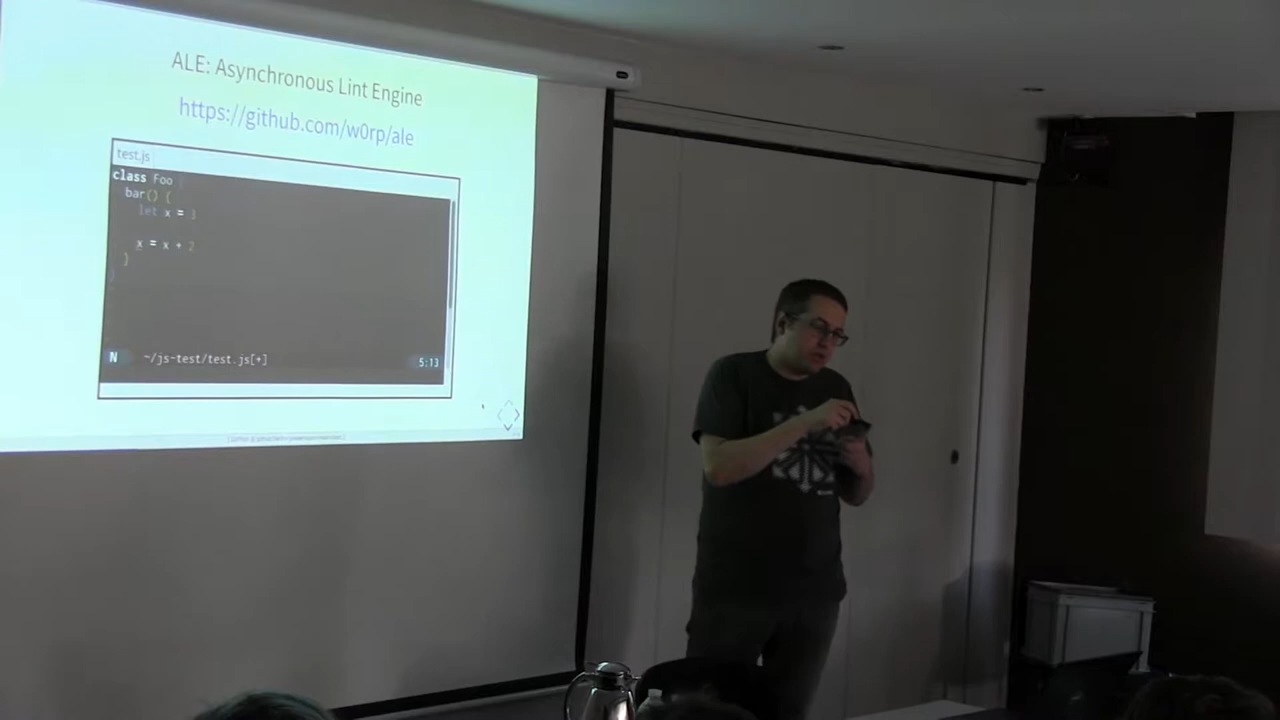 ALE: Asynchronous Lint Engine
https://github.com/w0rp/ale
test.js
class Foo
bar() {
let x =
x = x + 2
}
N ~/js-test/test.js[+] 5:13